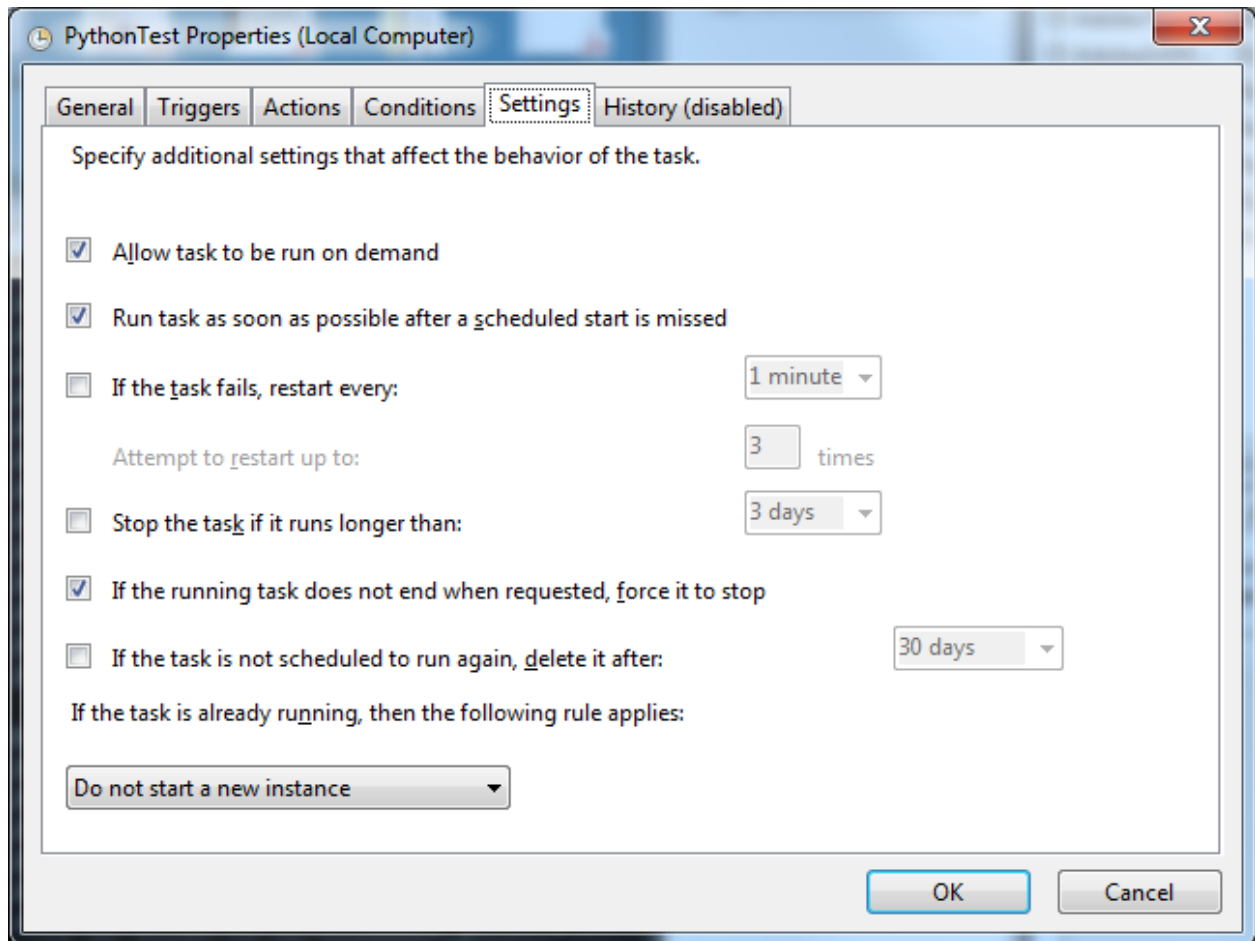 PythonTest Properties (Local Computer)
General Triggers Actions Conditions Settings History (disabled)
Specify additional settings that affect the behavior of the task.
Allow task to be run on demand
Run task as soon as possible after a scheduled start is missed
If the task fails, restart every: 1 minute
Attempt to restart up to: 3 times
Stop the task if it runs longer than: 3 days
If the running task does not end when requested, force it to stop
If the task is not scheduled to run again, delete it after: 30 days
If the task is already running, then the following rule applies:
Do not start a new instance
OK Cancel